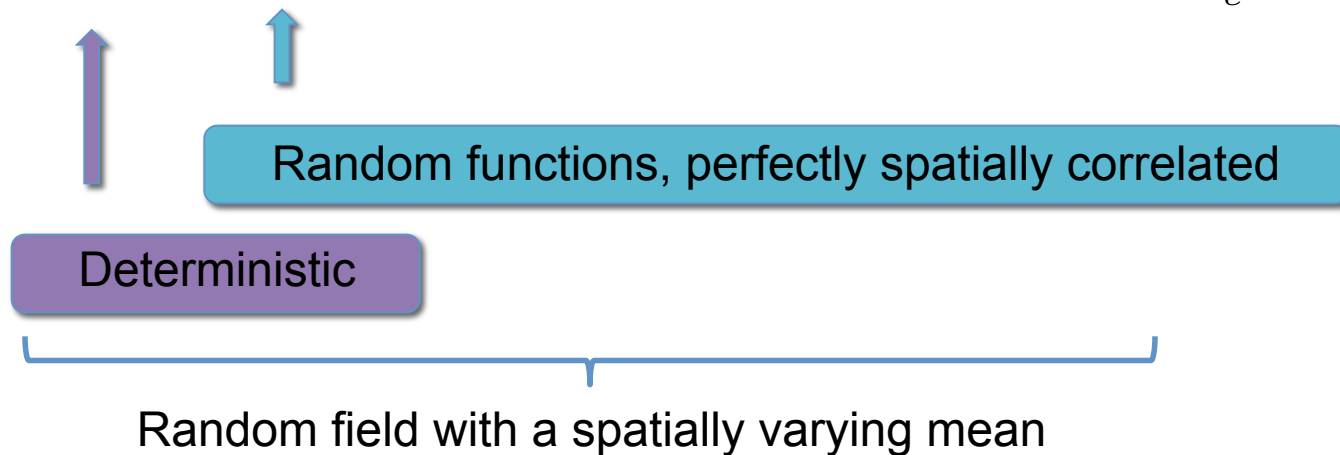 g
Random functions, perfectly spatially correlated
Deterministic
Random field with a spatially varying mean